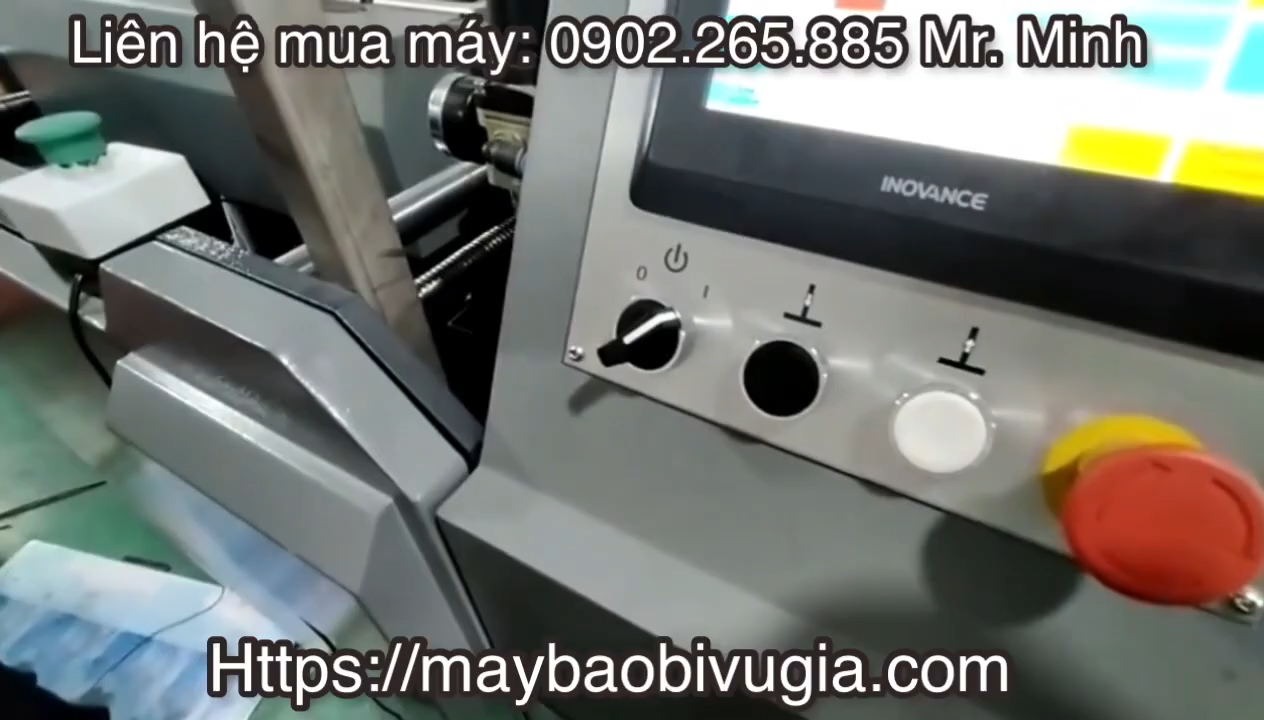 Liên hệ mua máy: 0902.265.885 Mr. Minh
INOVANCE
0
I
Https://maybaobivugia.com